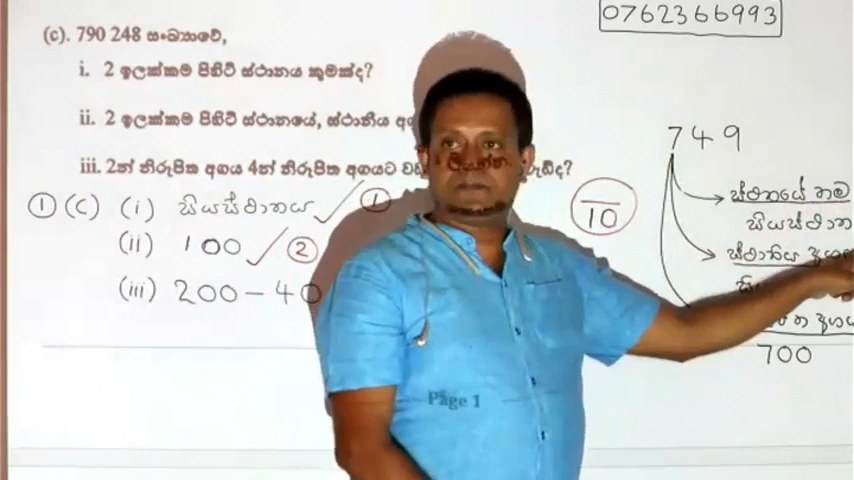 0762366993
(c). 790 248 සංඛ්‍යාවේ,
i. 2 ඉලක්කම පිහිටි ස්ථානය කුමක්ද?
ii. 2 ඉලක්කම පිහිටි ස්ථානයේ, ස්ථානීය
iii. 2න් නිරූපිත අගය 4න් නිරූපිත අගයට
① (C) (i) සියස්ථානය ①
(ii) 100 ②
(iii) 200 - 40
10
749
ස්ථානයේ නම
සියස්ථාන
ස්ථානීය
700
Page 1